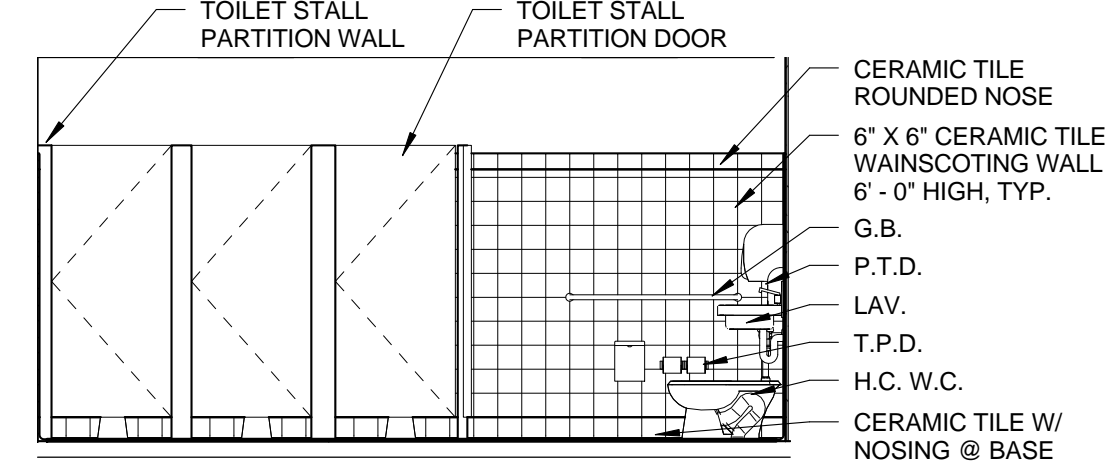 TOILET STALL
PARTITION WALL
TOILET STALL
PARTITION DOOR
CERAMIC TILE
ROUNDED NOSE
6" X 6" CERAMIC TILE
WAINSCOTING WALL
6' - 0" HIGH, TYP.
G.B.
P.T.D.
LAV.
T.P.D.
H.C. W.C.
CERAMIC TILE W/
NOSING @ BASE